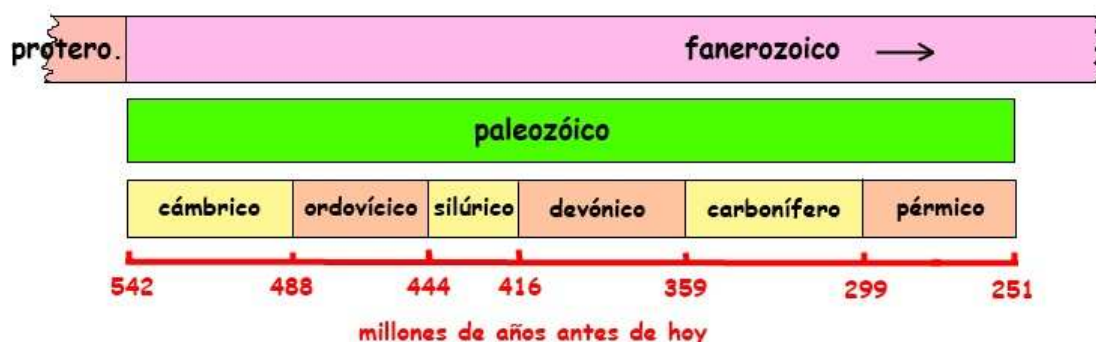 protero. fanerozoico
paleozóico
cámbrico ordovícico silúrico devónico carbonífero pérmico
542 488 444 416 359 299 251
millones de años antes de hoy